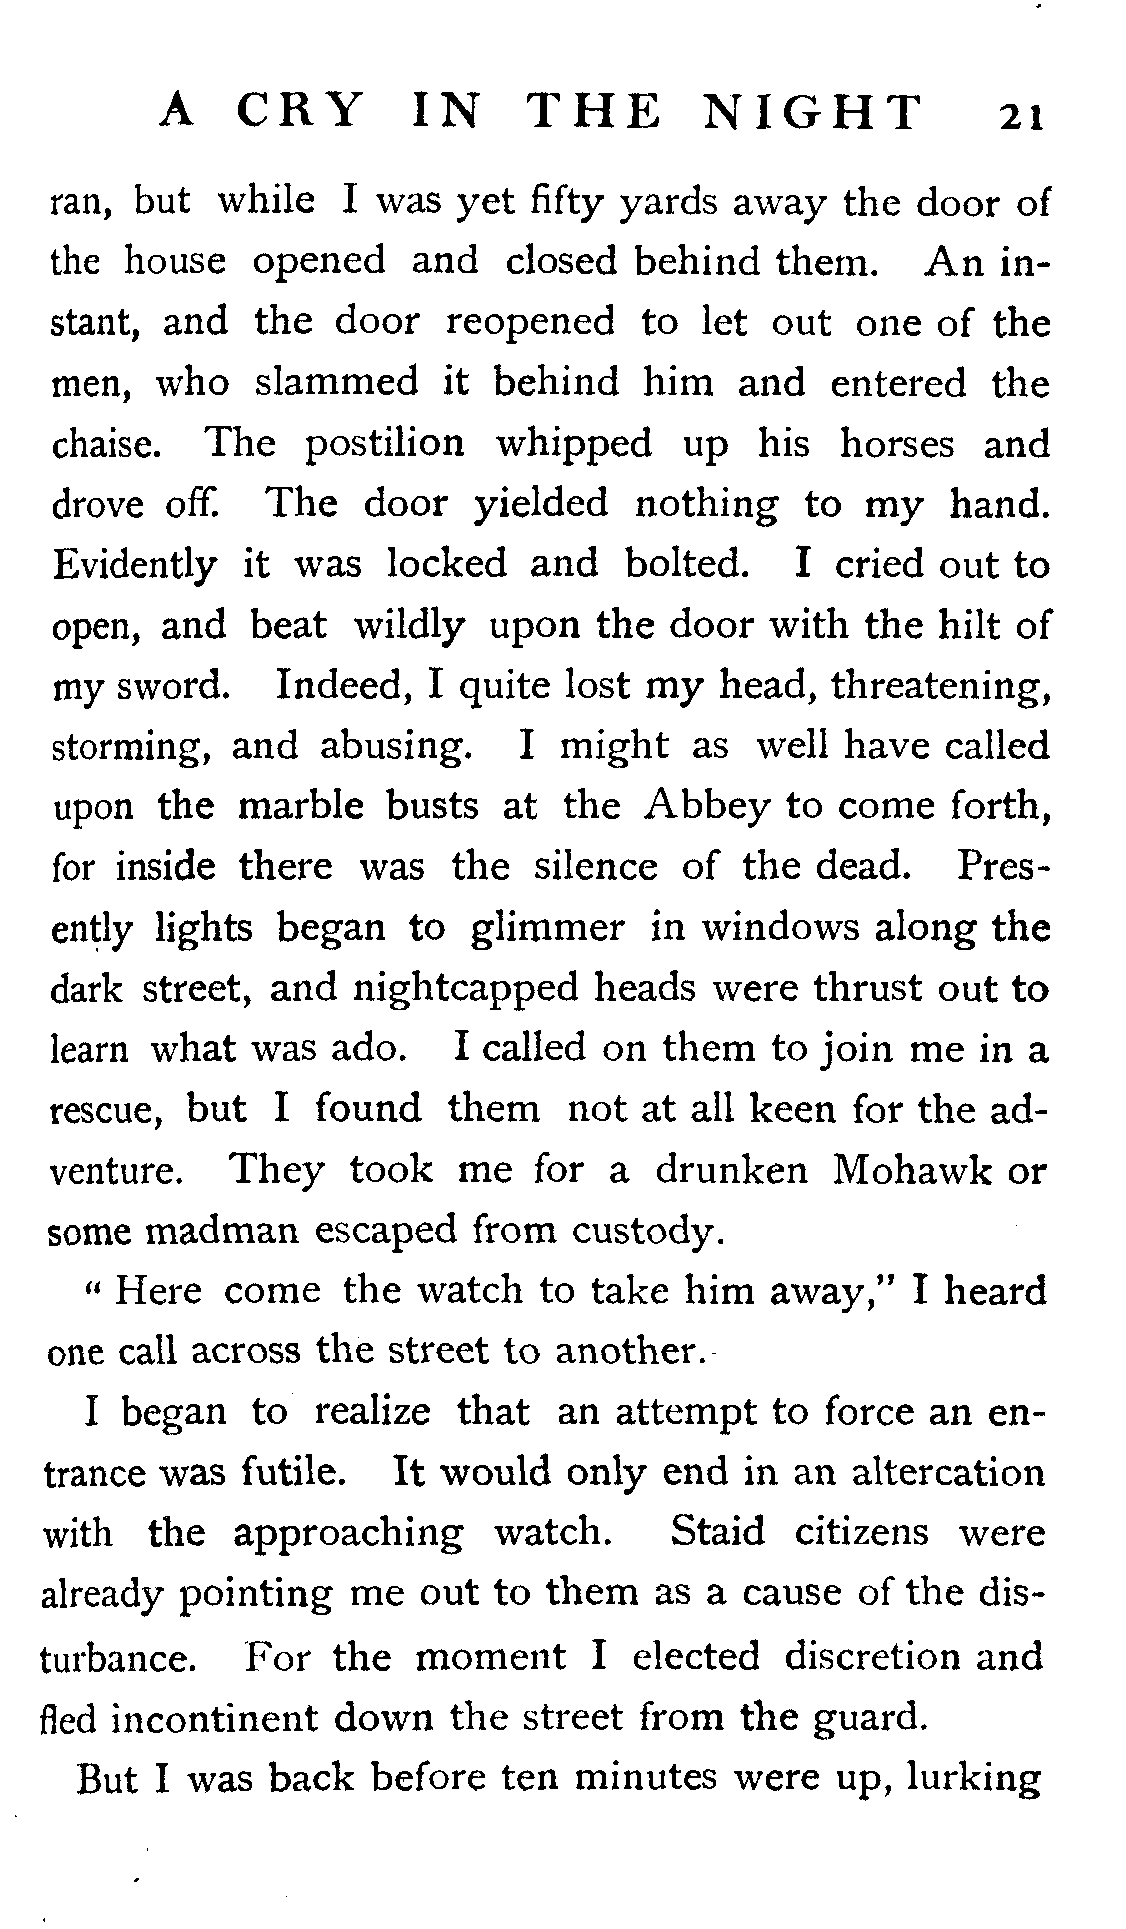 A CRY IN THE NIGHT 21
ran, but while I was yet fifty yards away the door of
the house opened and closed behind them. An in-
stant, and the door reopened to let out one of the
men, who slammed it behind him and entered the
chaise. The postilion whipped up his horses and
drove off. The door yielded nothing to my hand.
Evidently it was locked and bolted. I cried out to
open, and beat wildly upon the door with the hilt of
my sword. Indeed, I quite lost my head, threatening,
storming, and abusing. I might as well have called
upon the marble busts at the Abbey to come forth,
for inside there was the silence of the dead. Pres-
ently lights began to glimmer in windows along the
dark street, and nightcapped heads were thrust out to
learn what was ado. I called on them to join me in a
rescue, but I found them not at all keen for the ad-
venture. They took me for a drunken Mohawk or
some madman escaped from custody.
“Here come the watch to take him away,” I heard
one call across the street to another.
I began to realize that an attempt to force an en-
trance was futile. It would only end in an altercation
with the approaching watch. Staid citizens were
already pointing me out to them as a cause of the dis-
turbance. For the moment I elected discretion and
fled incontinent down the street from the guard.
But I was back before ten minutes were up, lurking